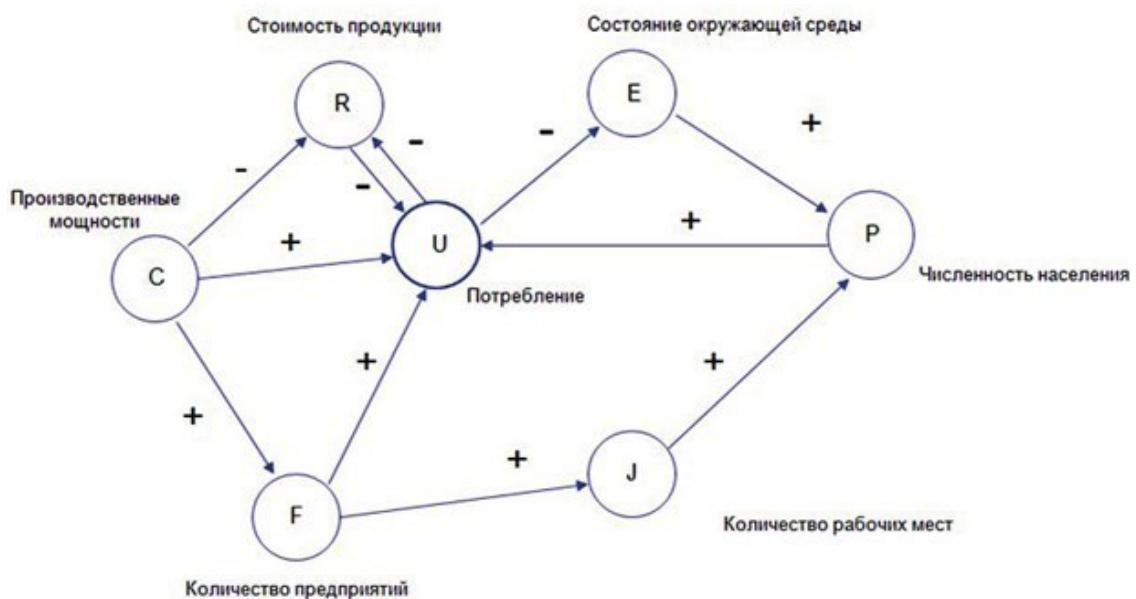 Стоимость продукции
Состояние окружающей среды
R
E
+
-
-
-
-
Производственные
мощности
+
+
P
U
C
Численность населения
Потребление
+
+
+
+
J
F
Количество рабочих мест
Количество предприятий